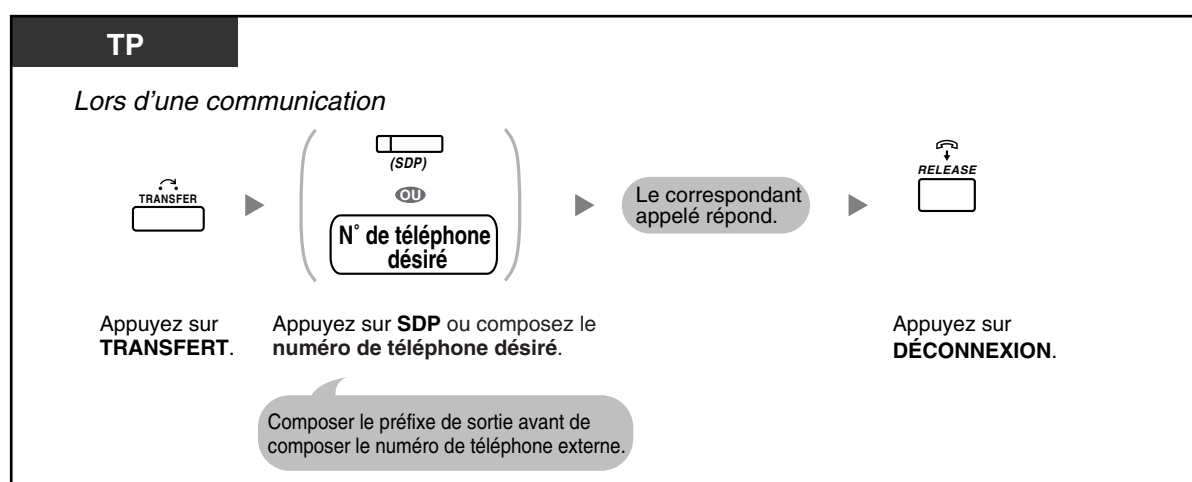 TP
Lors d'une communication
TRANSFER
(SDP)
OU
N° de téléphone
désiré
Le correspondant
appelé répond.
RELEASE
Appuyez sur
TRANSFERT.
Appuyez sur SDP ou composez le
numéro de téléphone désiré.
Appuyez sur
DÉCONNEXION.
Composer le préfixe de sortie avant de
composer le numéro de téléphone externe.